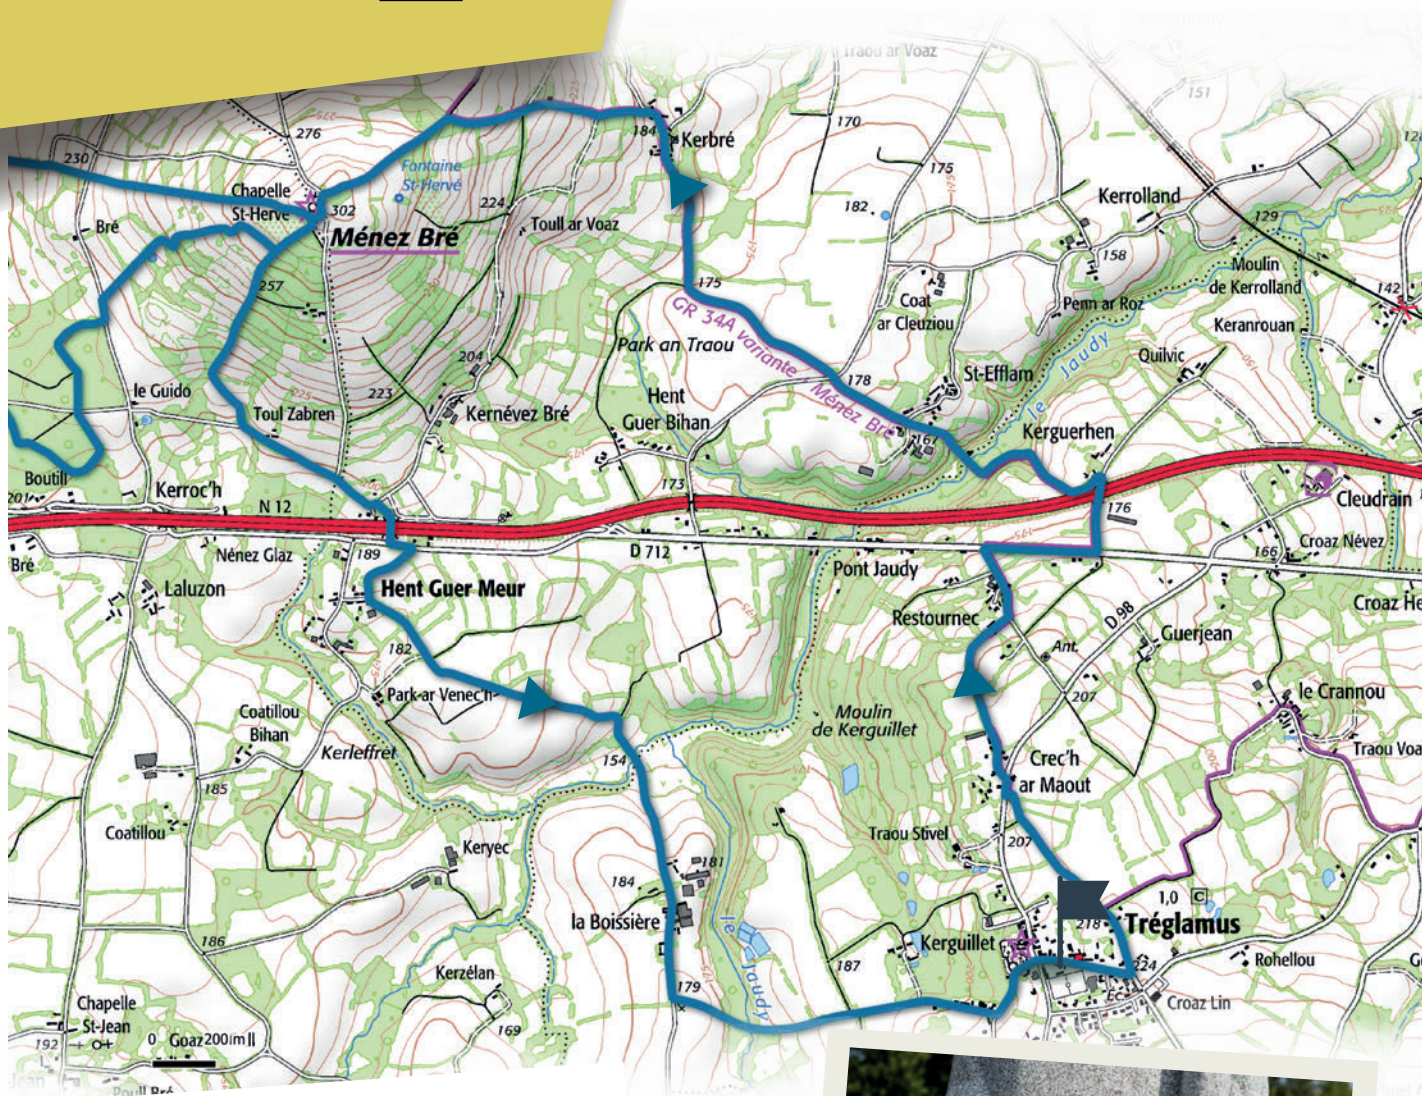 Traou ar Voaz
151
170
276
230
184
Kerbré
175
Fontaine
St-Hervé
Chapelle
St-Hervé
302
224
Toull ar Voaz
182
Kerrolland
129
158
Bré
Ménez Bré
257
175
Moulin
de Kerrolland
142
Penn ar Roz
Coat
ar Cleuziou
Keranrouan
GR 34A variante - Ménez Bré
Park an Traou
204
178
St-Efflam
Quilvic
le Jaudy
le Guido
223
Toul Zabren
Kernévez Bré
Hent
Guer Bihan
167
Kerguerhen
Boutill
201
Kerroc'h
173
N 12
176
Cleudrain
Nénez Glaz
189
D 712
Pont Jaudy
166
Croaz Névez
Bré
Laluzon
Hent Guer Meur
Restournec
D 98
Croaz He
Guerjean
Ant.
182
Park ar Venec'h
207
le Crannou
Coatillou
Bihan
Moulin
de Kerguillet
Kerleffret
154
Traou Voa
Crec'h
ar Maout
185
Coatillou
Keryec
Traou Stivel
207
184
181
1,0 C
la Boissière
218
Tréglamus
186
Kerguillet
le Jaudy
187
224
Rohellou
Kerzélan
179
Croaz Lin
Chapelle
St-Jean
169
192
0 Goaz 200 m ll
Poull Bré